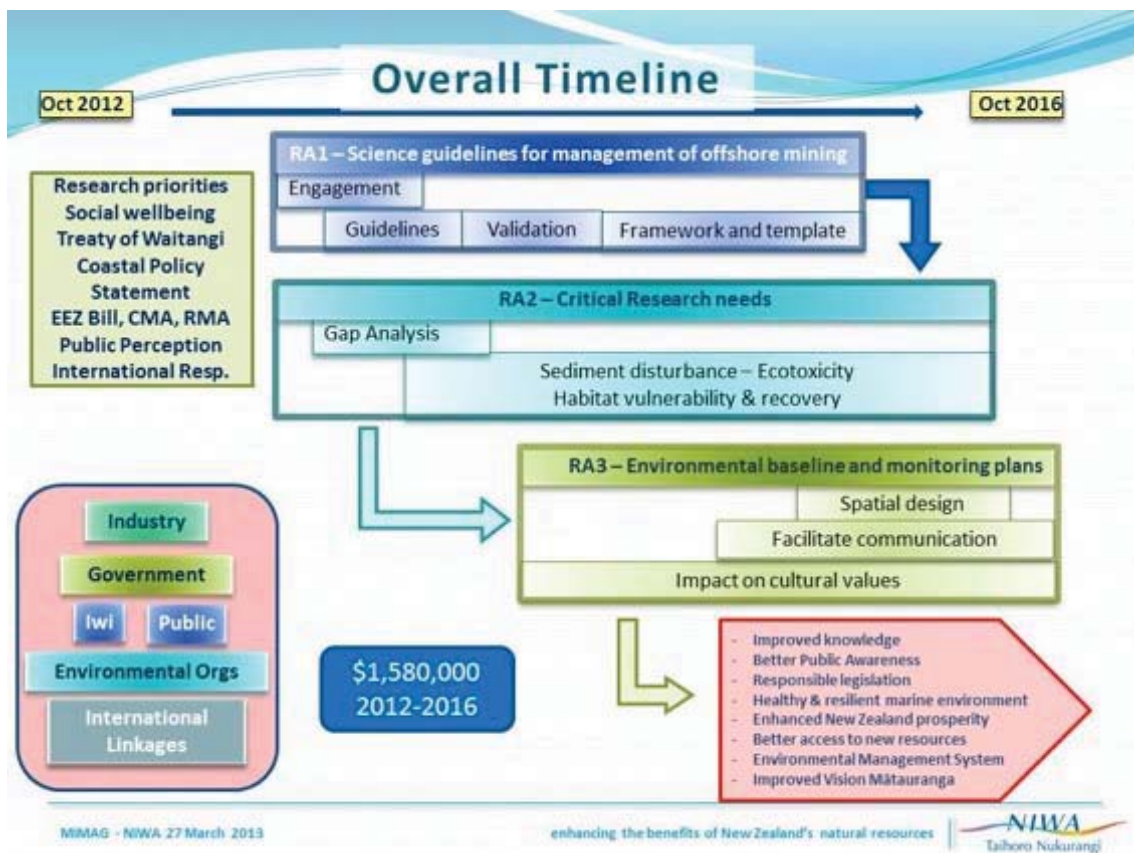 Overall Timeline
Oct 2012
Oct 2016
RA1 – Science guidelines for management of offshore mining
Engagement
Guidelines
Validation
Framework and template
Research priorities
Social wellbeing
Treaty of Waitangi
Coastal Policy
Statement
EEZ Bill, CMA, RMA
Public Perception
International Resp.
RA2 – Critical Research needs
Gap Analysis
Sediment disturbance – Ecotoxicity
Habitat vulnerability & recovery
RA3 – Environmental baseline and monitoring plans
Spatial design
Facilitate communication
Impact on cultural values
Industry
Government
Iwi
Public
Environmental Orgs
International
Linkages
$1,580,000
2012-2016
- Improved knowledge
- Better Public Awareness
- Responsible legislation
- Healthy & resilient marine environment
- Enhanced New Zealand prosperity
- Better access to new resources
- Environmental Management System
- Improved Vision Mātauranga
MIMAG - NIWA 27 March 2013
enhancing the benefits of New Zealand's natural resources
NIWA
Taihoro Nukurangi